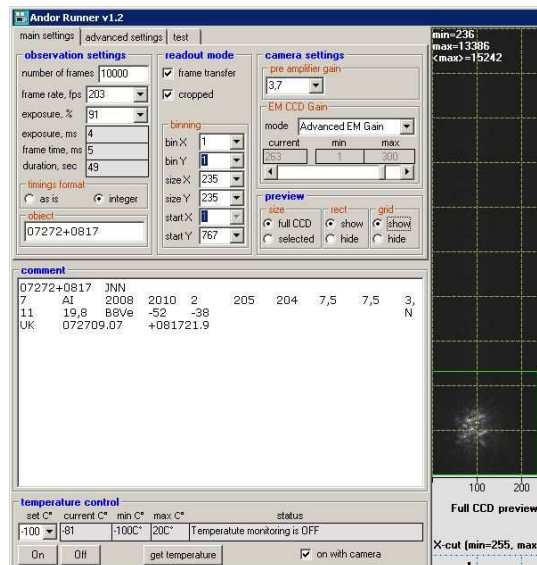 Andor Runner v1.2
main settings advanced settings test
observation settings
number of frames 10000
frame rate, fps 203
exposure, % 91
exposure, ms 4
frame time, ms 5
duration, sec 49
timings format
as is integer
object
07272+0817
readout mode
frame transfer
cropped
binning
bin X 1
bin Y 1
size X 235
size Y 235
start X 1
start Y 767
camera settings
pre amplifier gain
3,7
EM CCD Gain
mode Advanced EM Gain
current min max
263 1 300
preview
size rect grid
full CCD show show
selected hide hide
comment
07272+0817 JNN
7 AI 2008 2010 2 205 204 7,5 7,5 3,
11 19,8 B8Ve -52 -38 N
UK 072709.07 +081721.9
temperature control
set C° current C° min C° max C° status
-100 -81 -100C° 20C° Temperatute monitoring is OFF
On Off get temperature on with camera
min=236
max=13386
<max>=15242
100 200
Full CCD preview
X-cut (min=255, max